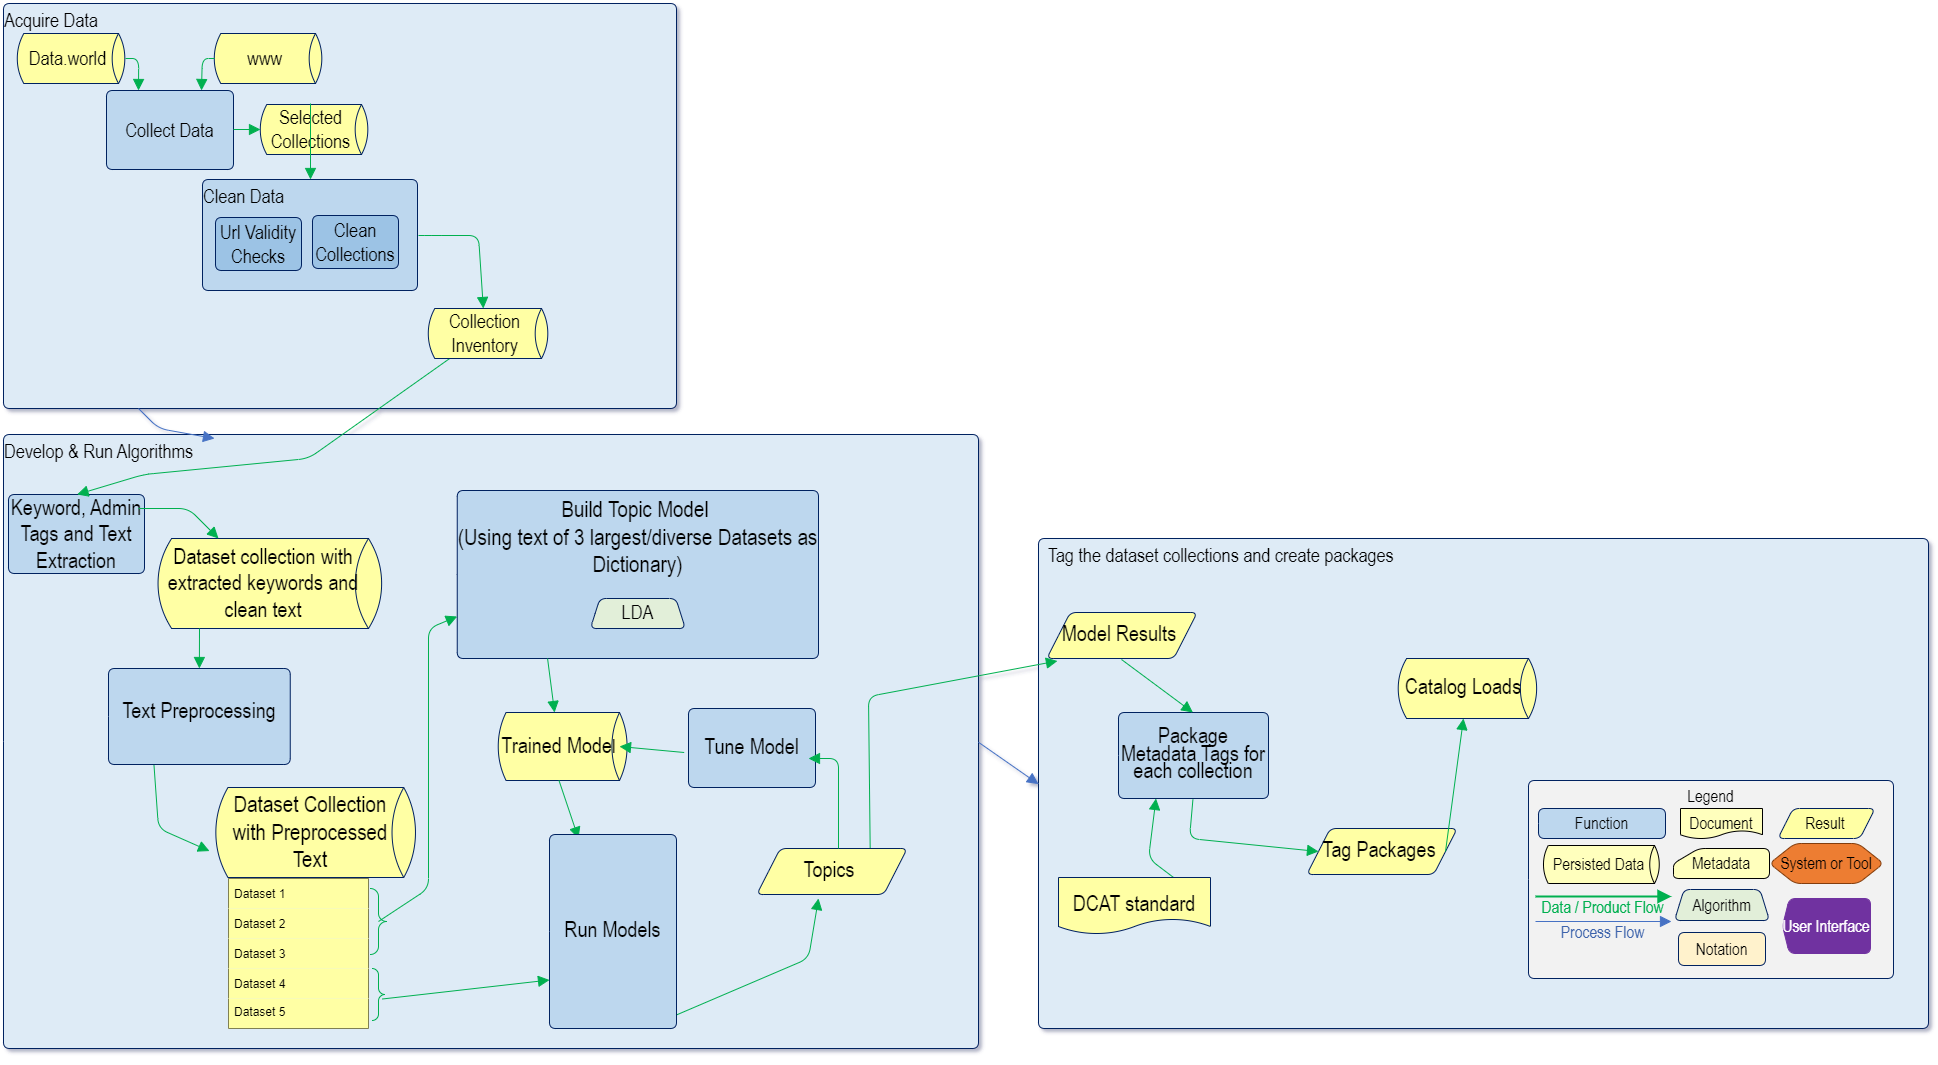 Acquire Data
Data.world
www
Collect Data
Selected
Collections
Clean Data
Url Validity
Checks
Clean
Collections
Collection
Inventory
Develop & Run Algorithms
Keyword, Admin
Tags and Text
Extraction
Dataset collection with
extracted keywords and
clean text
Text Preprocessing
Dataset Collection
with Preprocessed
Text
Dataset 1
Dataset 2
Dataset 3
Dataset 4
Dataset 5
Build Topic Model
(Using text of 3 largest/diverse Datasets as
Dictionary)
LDA
Trained Model
Tune Model
Run Models
Topics
Tag the dataset collections and create packages
Model Results
Package
Metadata Tags for
each collection
DCAT standard
Tag Packages
Catalog Loads
Legend
Function
Document
Result
Persisted Data
Metadata
System or Tool
Data / Product Flow
Algorithm
Process Flow
User Interface
Notation